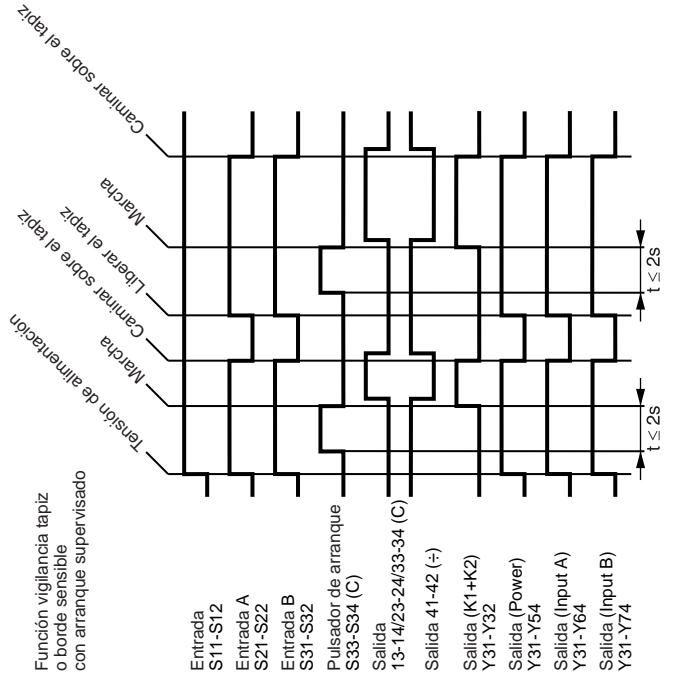 Función vigilancia tapiz
o borde sensible
con arranque supervisado
Tensión de alimentación
Marcha
Caminar sobre el tapiz
Liberar el tapiz
Marcha
Caminar sobre el tapiz
Entrada
S11-S12
Entrada A
S21-S22
Entrada B
S31-S32
Pulsador de arranque
S33-S34 (C)
Salida
13-14/23-24/33-34 (C)
Salida 41-42 (÷)
Salida (K1+K2)
Y31-Y32
Salida (Power)
Y31-Y54
Salida (Input A)
Y31-Y64
Salida (Input B)
Y31-Y74
t ≤ 2s
t ≤ 2s